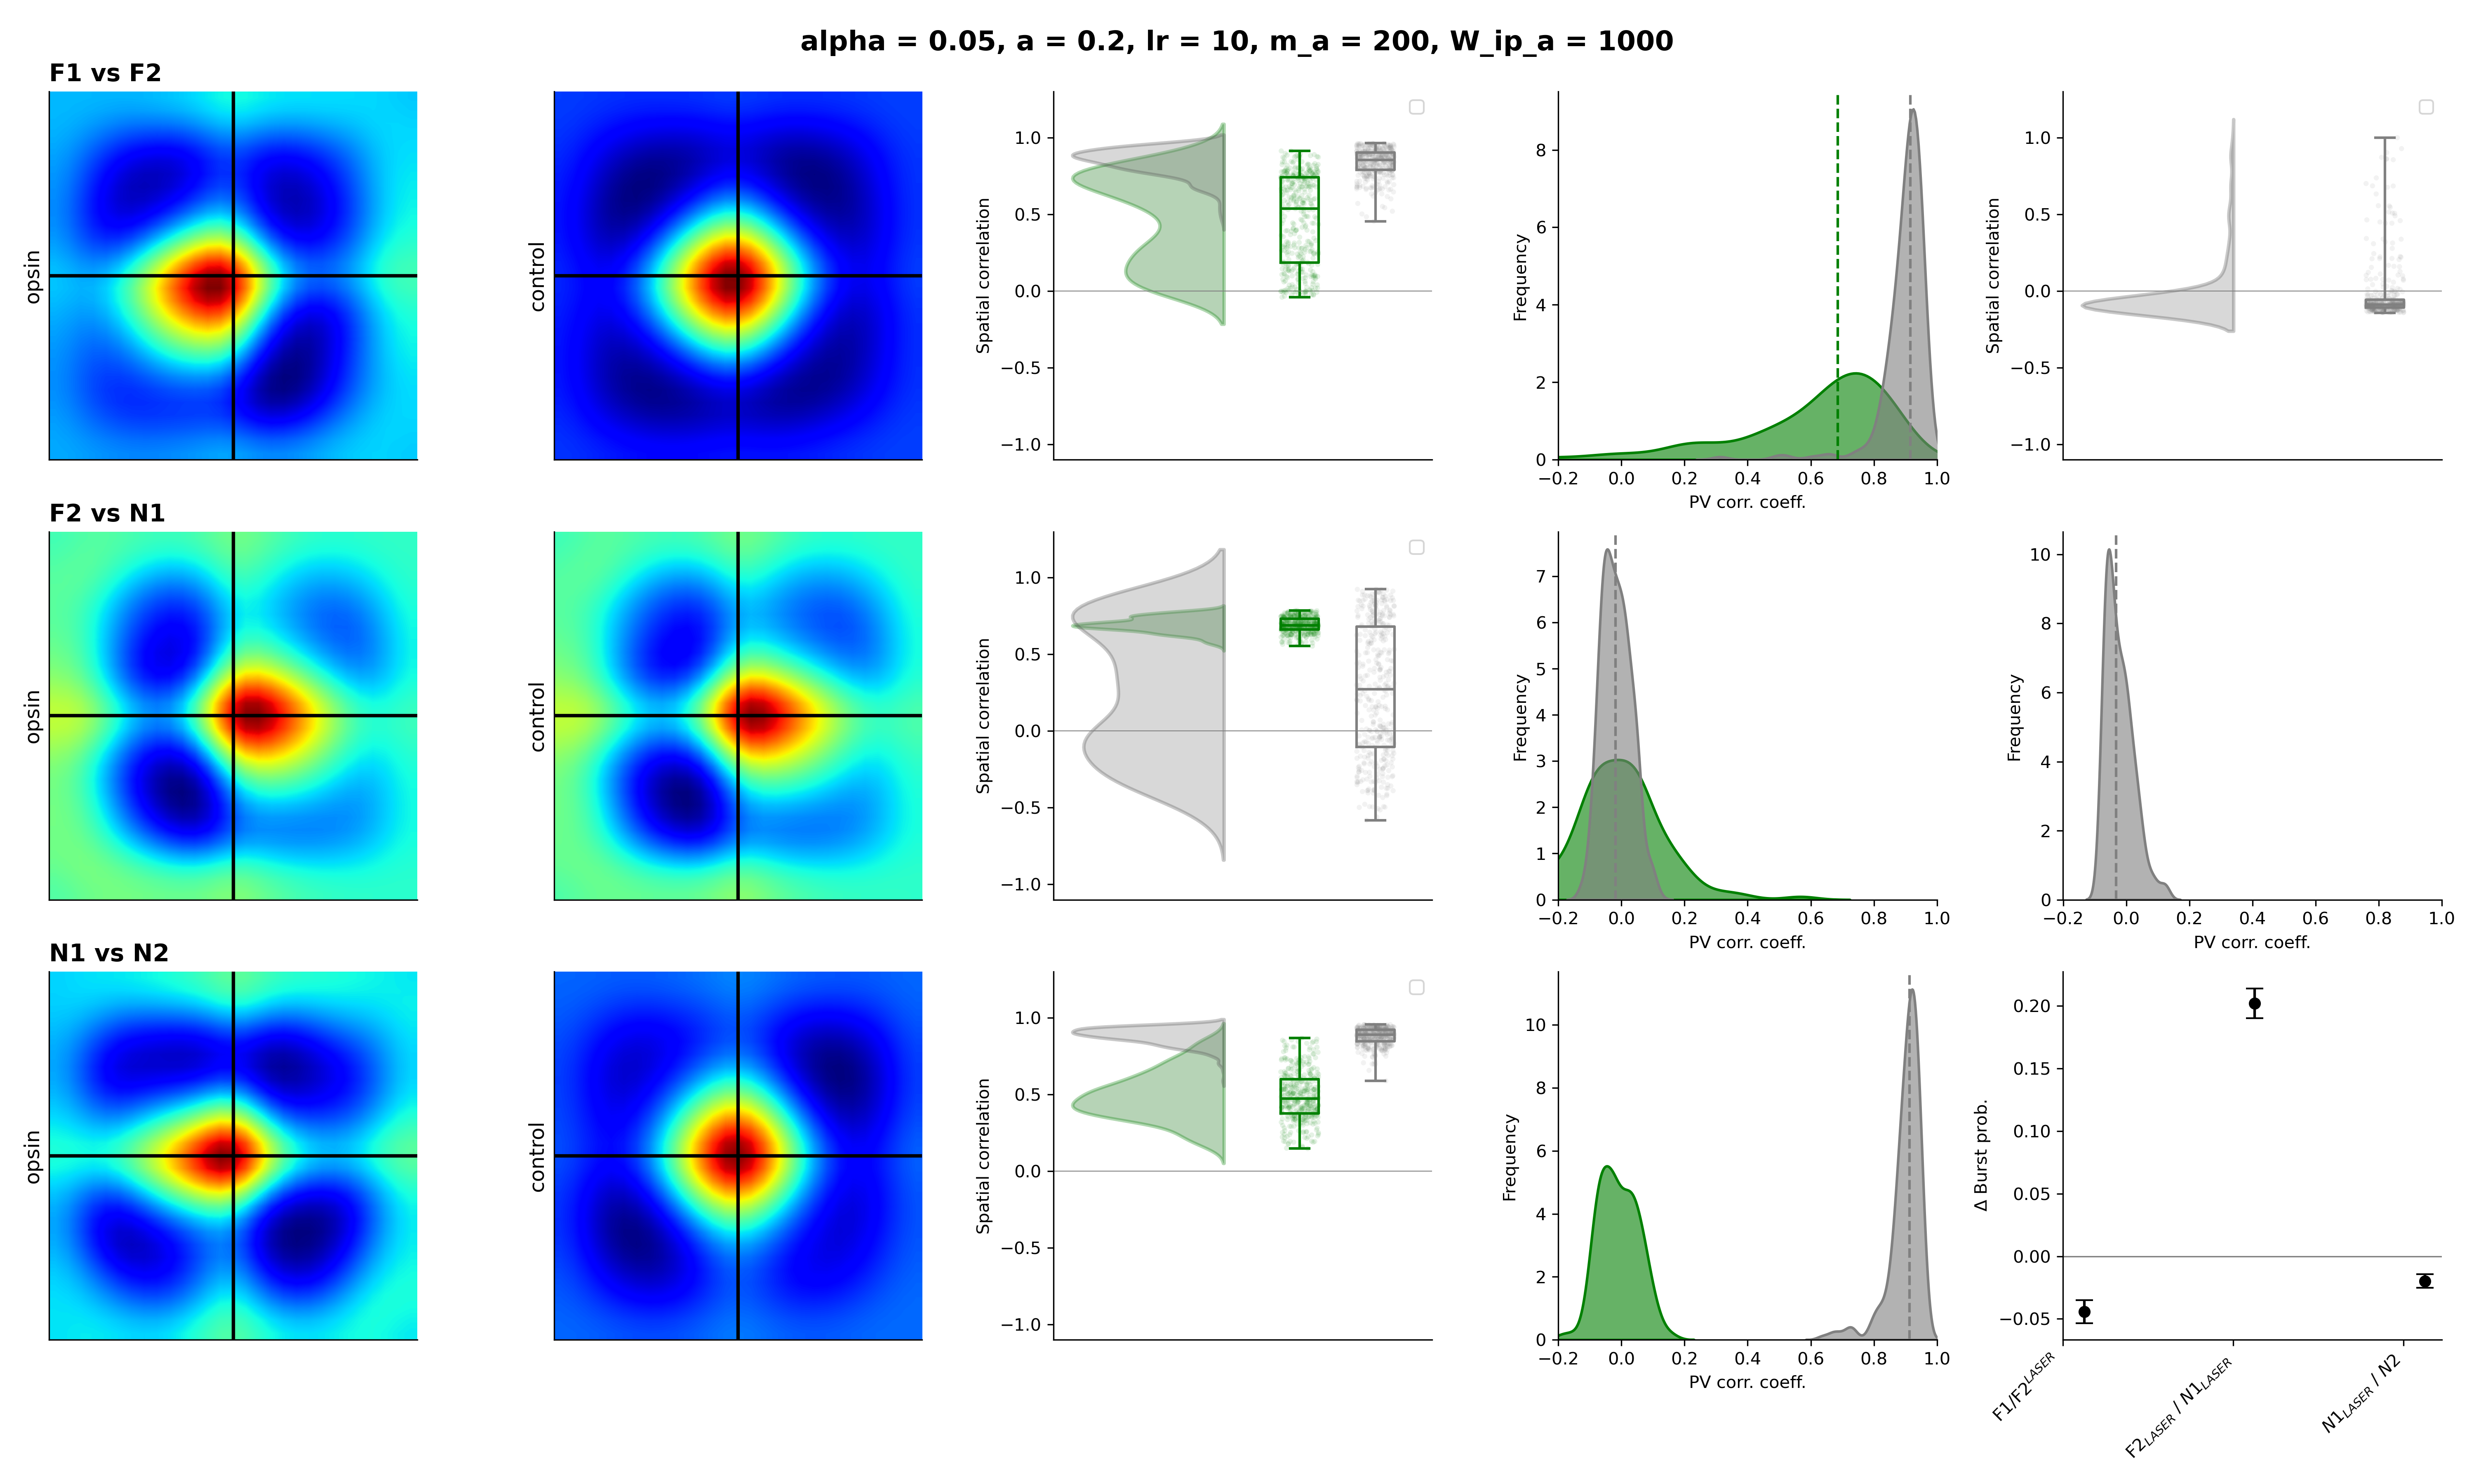 alpha = 0.05, a = 0.2, lr = 10, m_a = 200, W_ip_a = 1000
F1 vs F2
opsin
control
Spatial correlation
1.0
0.5
0.0
−0.5
−1.0
Frequency
8
6
4
2
0
−0.2 0.0 0.2 0.4 0.6 0.8 1.0
PV corr. coeff.
Spatial correlation
1.0
0.5
0.0
−0.5
−1.0
F2 vs N1
opsin
control
Spatial correlation
1.0
0.5
0.0
−0.5
−1.0
Frequency
7
6
5
4
3
2
1
0
−0.2 0.0 0.2 0.4 0.6 0.8 1.0
PV corr. coeff.
Frequency
10
8
6
4
2
0
−0.2 0.0 0.2 0.4 0.6 0.8 1.0
PV corr. coeff.
N1 vs N2
opsin
control
Spatial correlation
1.0
0.5
0.0
−0.5
−1.0
Frequency
10
8
6
4
2
0
−0.2 0.0 0.2 0.4 0.6 0.8 1.0
PV corr. coeff.
Δ Burst prob.
0.20
0.15
0.10
0.05
0.00
−0.05
F1/F2^LASER
F2_LASER / N1_LASER
N1_LASER / N2